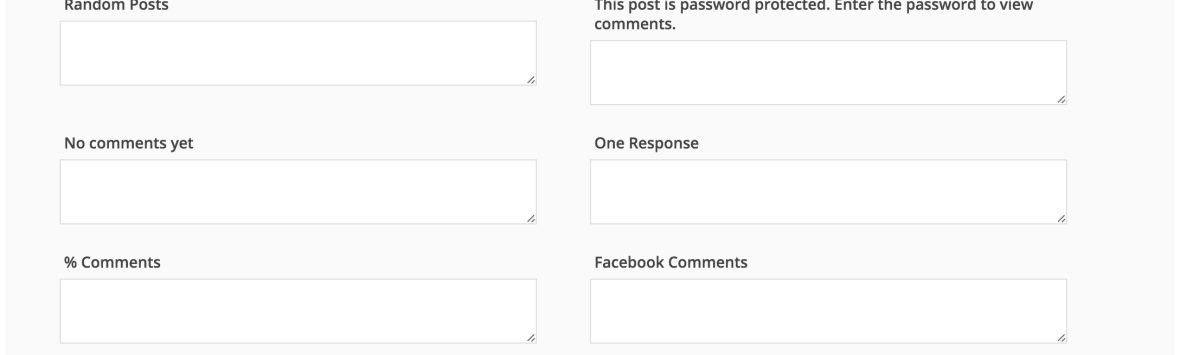 Random Posts
This post is password protected. Enter the password to view
comments.
No comments yet
One Response
% Comments
Facebook Comments